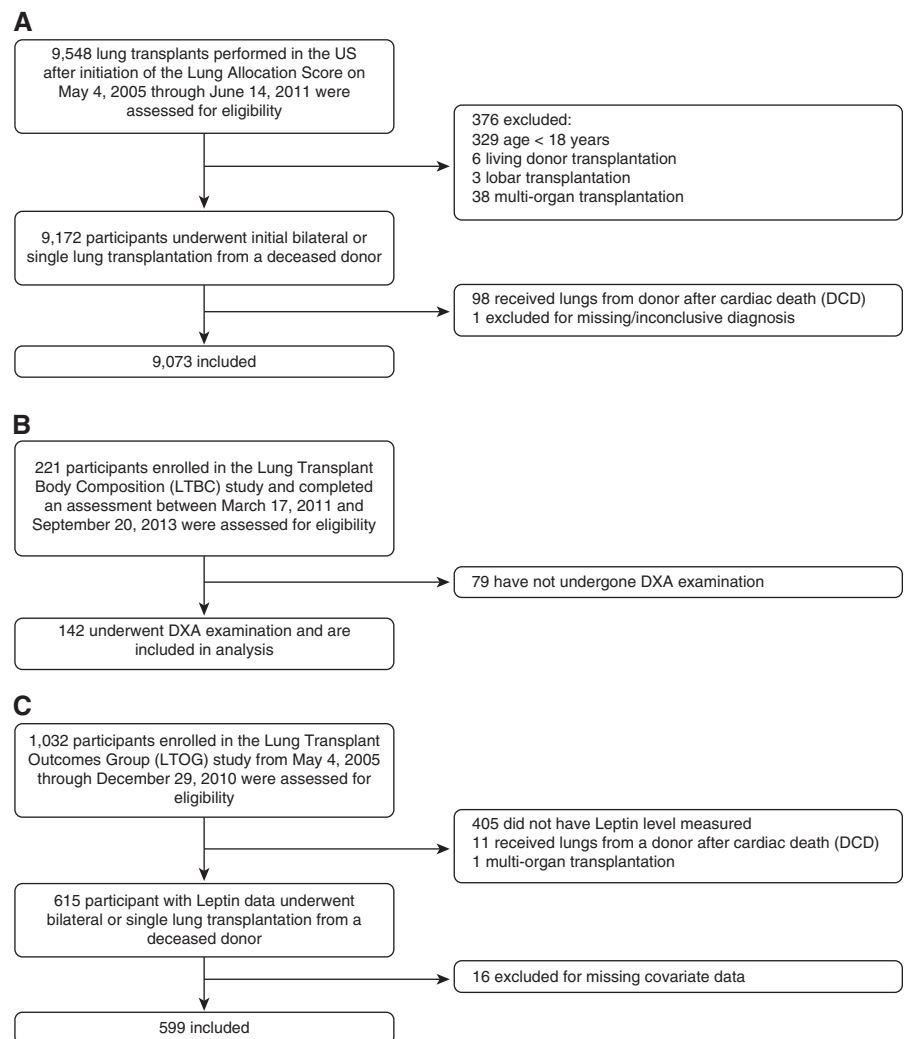 A
9,548 lung transplants performed in the US
after initiation of the Lung Allocation Score on
May 4, 2005 through June 14, 2011 were
assessed for eligibility
376 excluded:
329 age < 18 years
6 living donor transplantation
3 lobar transplantation
38 multi-organ transplantation
9,172 participants underwent initial bilateral or
single lung transplantation from a deceased donor
98 received lungs from donor after cardiac death (DCD)
1 excluded for missing/inconclusive diagnosis
9,073 included
B
221 participants enrolled in the Lung Transplant
Body Composition (LTBC) study and completed
an assessment between March 17, 2011 and
September 20, 2013 were assessed for eligibility
79 have not undergone DXA examination
142 underwent DXA examination and are
included in analysis
C
1,032 participants enrolled in the Lung Transplant
Outcomes Group (LTOG) study from May 4, 2005
through December 29, 2010 were assessed for
eligibility
405 did not have Leptin level measured
11 received lungs from a donor after cardiac death (DCD)
1 multi-organ transplantation
615 participant with Leptin data underwent
bilateral or single lung transplantation from a
deceased donor
16 excluded for missing covariate data
599 included